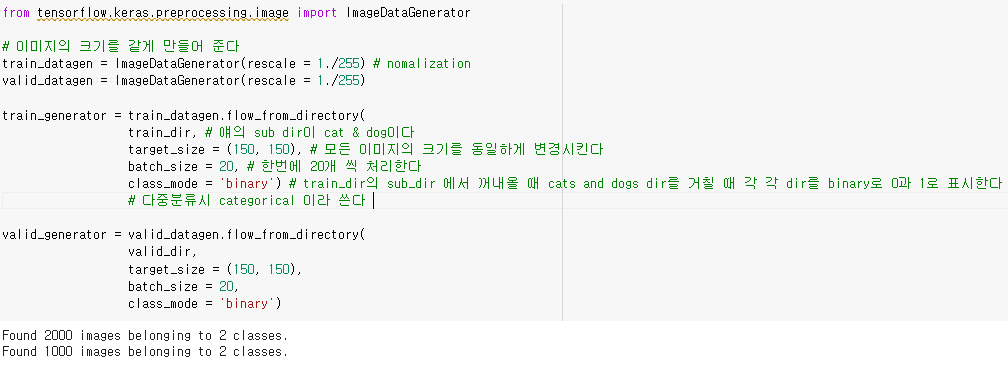 from tensorflow.keras.preprocessing.image import ImageDataGenerator
# 이미지의 크기를 같게 만들어 준다
train_datagen = ImageDataGenerator(rescale = 1./255) # nomalization
valid_datagen = ImageDataGenerator(rescale = 1./255)
train_generator = train_datagen.flow_from_directory(
train_dir, # 얘의 sub dir이 cat & dog이다
target_size = (150, 150), # 모든 이미지의 크기를 동일하게 변경시킨다
batch_size = 20, # 한번에 20개 씩 처리한다
class_mode = 'binary') # train_dir의 sub_dir 에서 꺼내올 때 cats and dogs dir를 거칠 때 각 각 dir를 binary로 0과 1로 표시한다
# 다중분류시 categorical 이라 쓴다
valid_generator = valid_datagen.flow_from_directory(
valid_dir,
target_size = (150, 150),
batch_size = 20,
class_mode = 'binary')
Found 2000 images belonging to 2 classes.
Found 1000 images belonging to 2 classes.